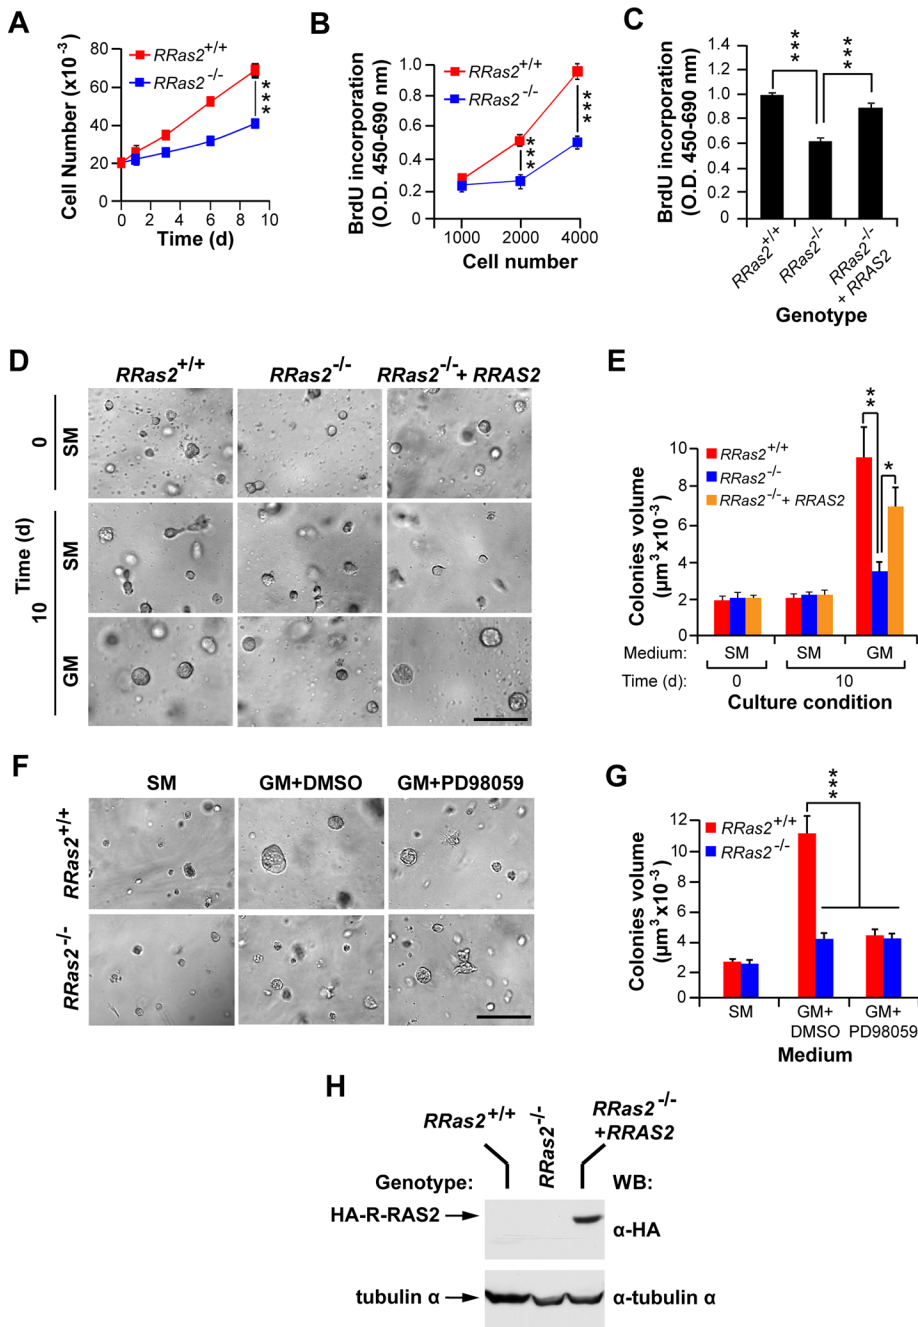 A
Cell Number (x10⁻³)
80
60
40
20
0
RRas2+/+
RRas2-/-
***
0 2 4 6 8 10
Time (d)
B
BrdU incorporation
(O.D. 450-690 nm)
1.0
0.8
0.6
0.4
0.2
0
RRas2+/+
RRas2-/-
***
***
1000 2000 4000
Cell number
C
BrdU incorporation
(O.D. 450-690 nm)
1.4
1.2
1.0
0.8
0.6
0.4
0.2
0
***
***
RRas2+/+
RRas2-/-
RRas2-/-
+ RRAS2
Genotype
D
RRas2+/+ RRas2-/- RRas2-/-+ RRAS2
Time (d)
0
SM
10
SM
GM
E
Colonies volume
(µm³ x10⁻³)
10
8
6
4
2
0
RRas2+/+
RRas2-/-
RRas2-/-+ RRAS2
**
*
Medium: SM SM GM
Time (d): 0 10
Culture condition
F
SM GM+DMSO GM+PD98059
RRas2+/+
RRas2-/-
G
Colonies volume
(µm³ x10⁻³)
12
10
8
6
4
2
0
RRas2+/+
RRas2-/-
***
SM GM+ GM+
DMSO PD98059
Medium
H
RRas2+/+ RRas2-/- RRas2-/-
+RRAS2
Genotype: WB:
HA-R-RAS2 α-HA
tubulin α α-tubulin α